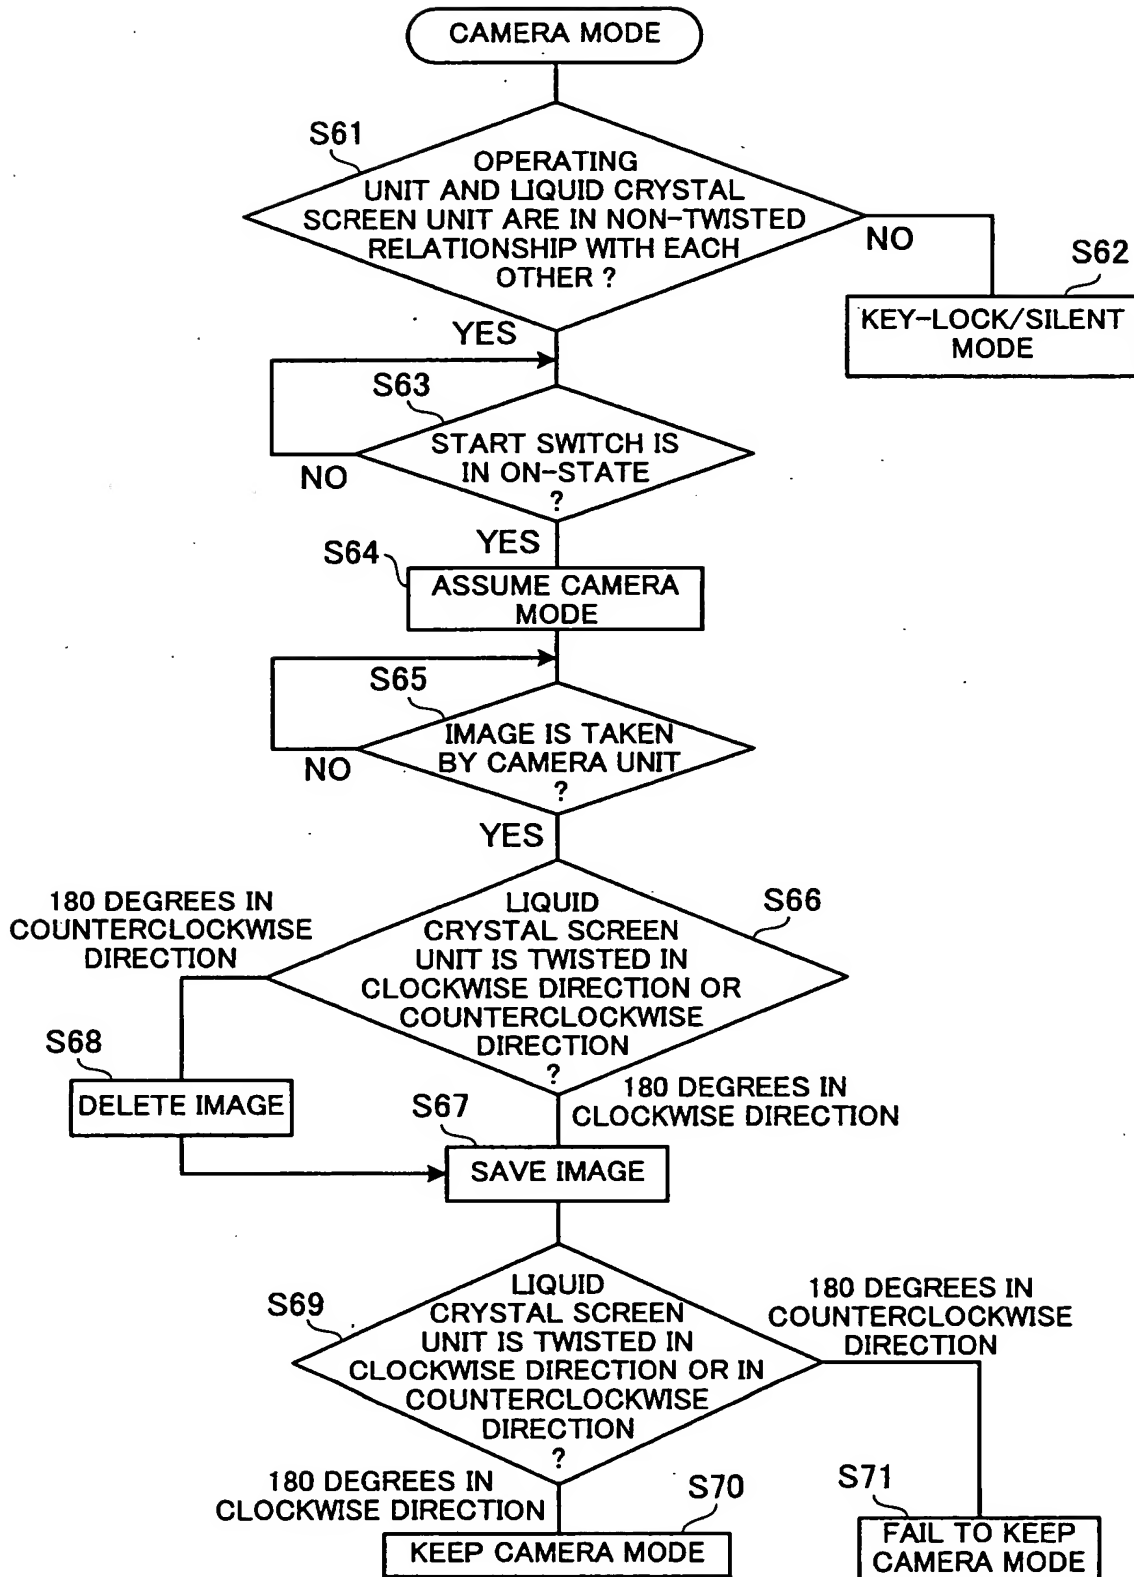 CAMERA MODE
S61
OPERATING
UNIT AND LIQUID CRYSTAL
SCREEN UNIT ARE IN NON-TWISTED
RELATIONSHIP WITH EACH
OTHER ?
NO
S62
KEY-LOCK/SILENT
MODE
YES
S63
START SWITCH IS
IN ON-STATE
?
NO
YES
S64
ASSUME CAMERA
MODE
S65
IMAGE IS TAKEN
BY CAMERA UNIT
?
NO
YES
180 DEGREES IN
COUNTERCLOCKWISE
DIRECTION
S66
LIQUID
CRYSTAL SCREEN
UNIT IS TWISTED IN
CLOCKWISE DIRECTION OR
COUNTERCLOCKWISE
DIRECTION
?
S68
DELETE IMAGE
180 DEGREES IN
CLOCKWISE DIRECTION
S67
SAVE IMAGE
S69
LIQUID
CRYSTAL SCREEN
UNIT IS TWISTED IN
CLOCKWISE DIRECTION OR IN
COUNTERCLOCKWISE
DIRECTION
?
180 DEGREES IN
COUNTERCLOCKWISE
DIRECTION
180 DEGREES IN
CLOCKWISE DIRECTION
S70
KEEP CAMERA MODE
S71
FAIL TO KEEP
CAMERA MODE